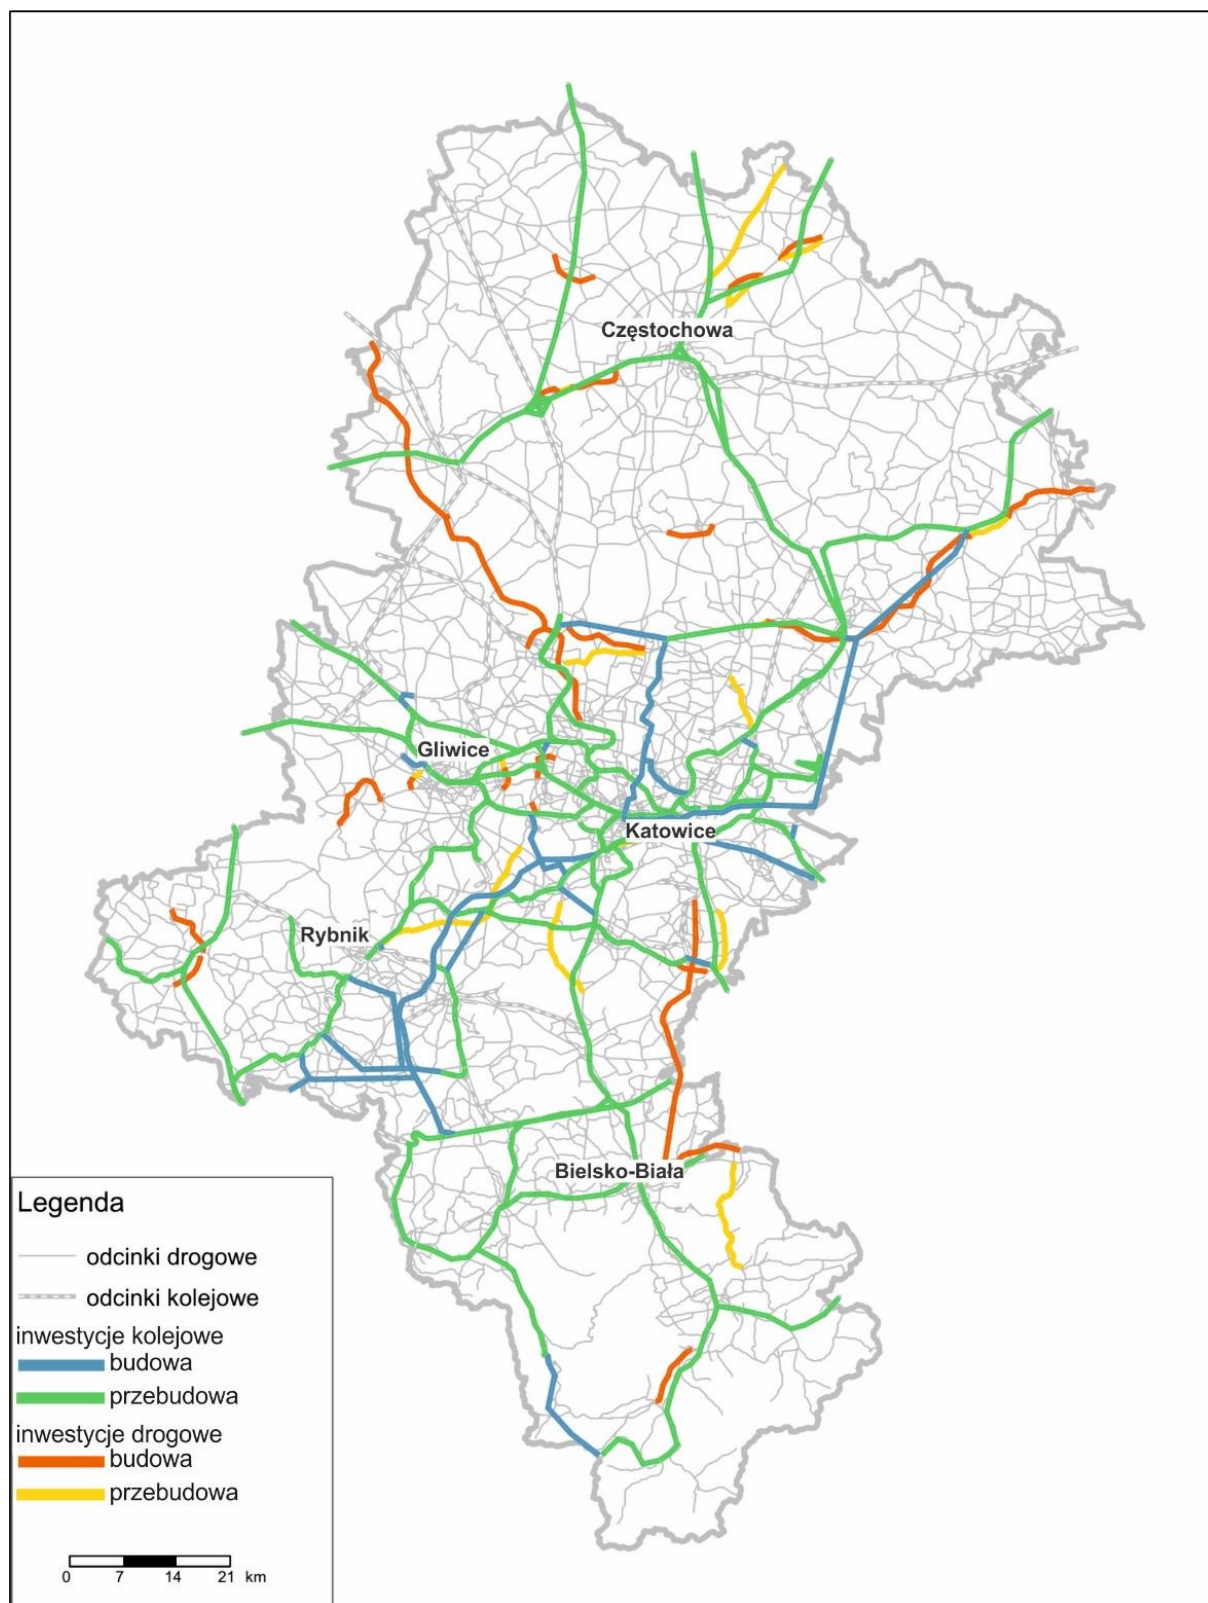 Częstochowa
Gliwice
Katowice
Rybnik
Bielsko-Biała
Legenda
odcinki drogowe
odcinki kolejowe
inwestycje kolejowe
budowa
przebudowa
inwestycje drogowe
budowa
przebudowa
0 7 14 21 km